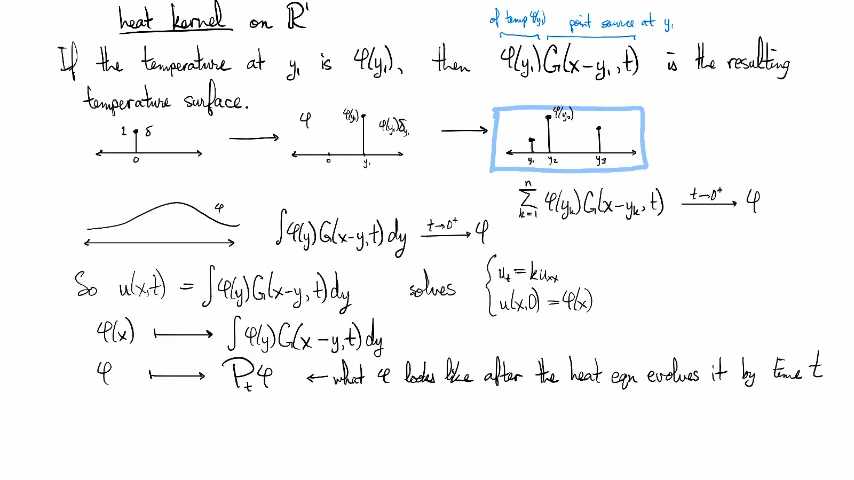 heat kernel on ℝ¹
of temp φ(y₁) point source at y₁
If the temperature at y₁ is φ(y₁), then φ(y₁)G(x−y₁,t) is the resulting
temperature surface.
1 δ 0
φ φ(y₁) φ(y₁)δ_y₁ 0 y₁
φ(y₂) y₁ y₂ y₃
∑_{k=1}^{n} φ(y_k)G(x−y_k,t) t→0⁺ φ
φ
∫φ(y)G(x−y,t)dy t→0⁺ φ
So u(x,t) = ∫φ(y)G(x−y,t)dy solves { u_t = k u_xx
u(x,0) = φ(x)
φ(x) ⟼ ∫φ(y)G(x−y,t)dy
φ ⟼ P_t φ ← what φ looks like after the heat eqn evolves it by time t